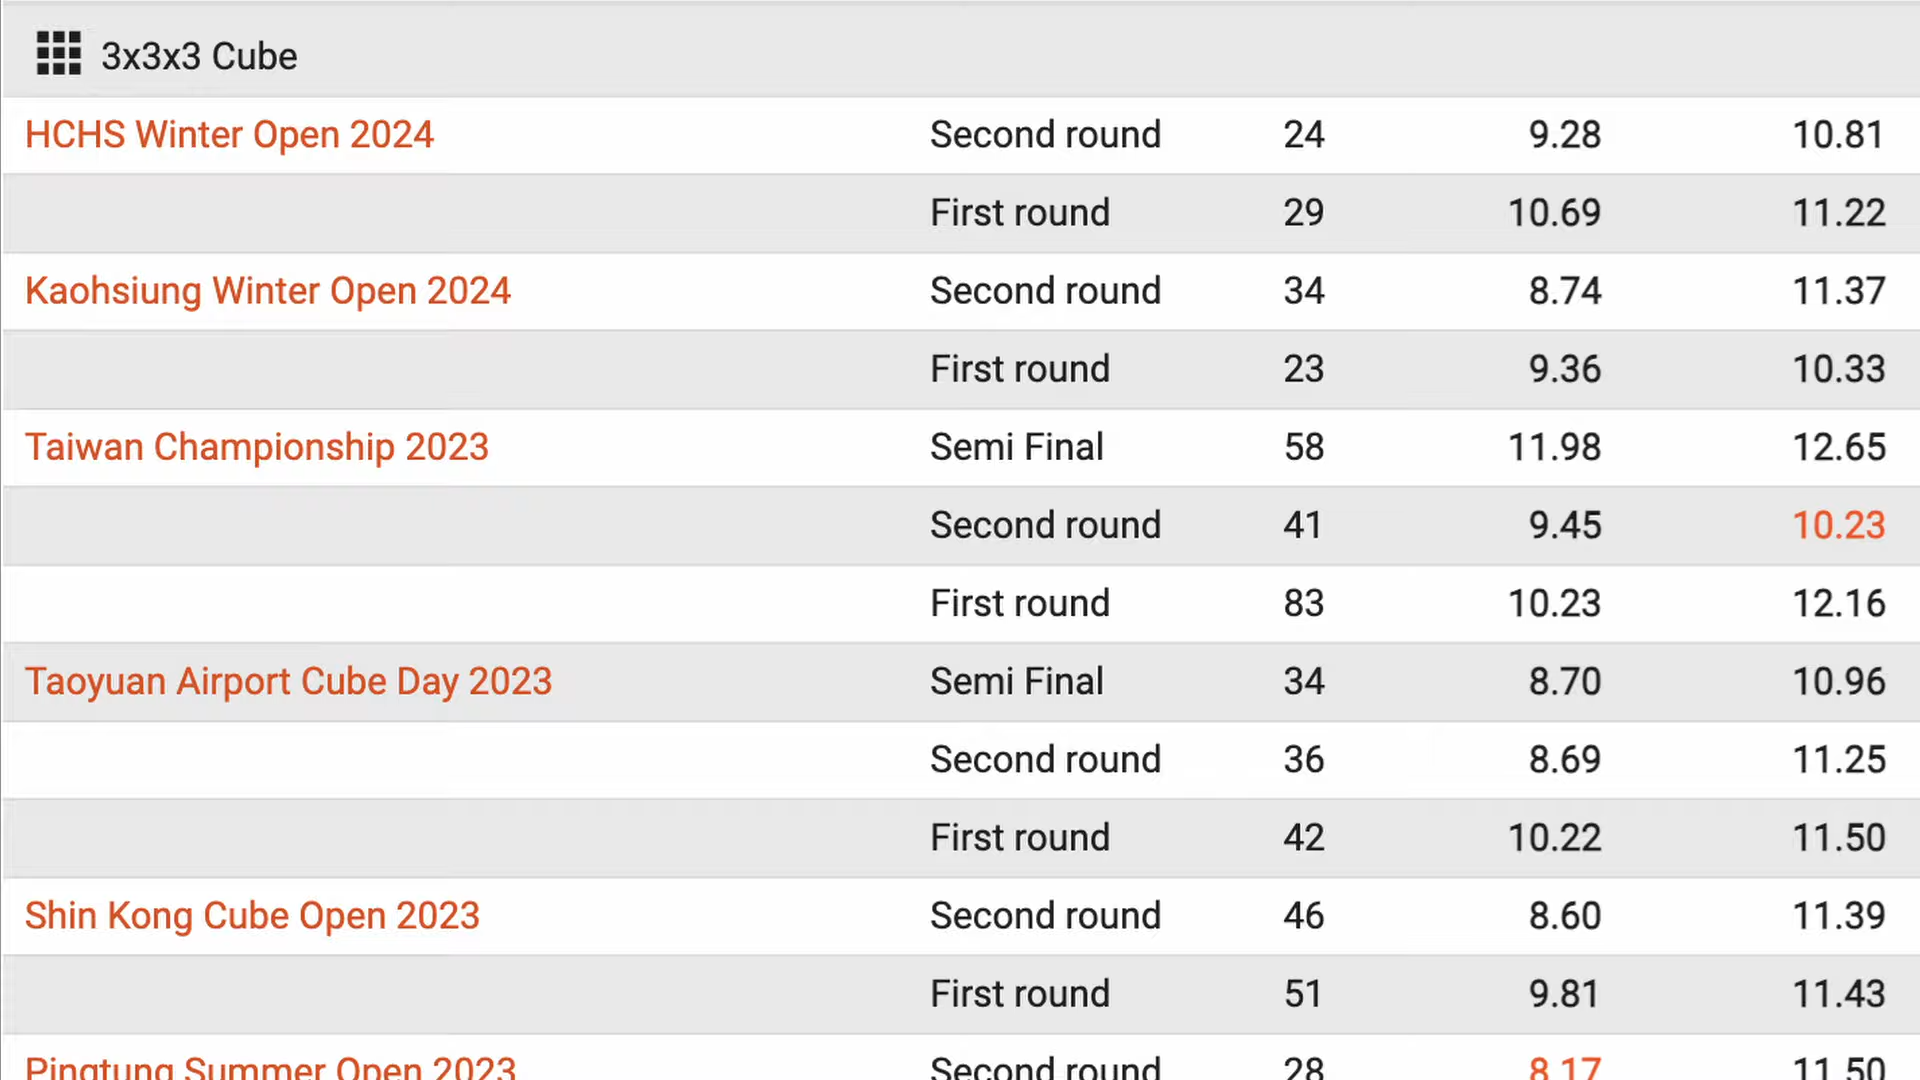 3x3x3 Cube
HCHS Winter Open 2024 Second round 24 9.28 10.81
First round 29 10.69 11.22
Kaohsiung Winter Open 2024 Second round 34 8.74 11.37
First round 23 9.36 10.33
Taiwan Championship 2023 Semi Final 58 11.98 12.65
Second round 41 9.45 10.23
First round 83 10.23 12.16
Taoyuan Airport Cube Day 2023 Semi Final 34 8.70 10.96
Second round 36 8.69 11.25
First round 42 10.22 11.50
Shin Kong Cube Open 2023 Second round 46 8.60 11.39
First round 51 9.81 11.43
Pingtung Summer Open 2023 Second round 28 8.17 11.50